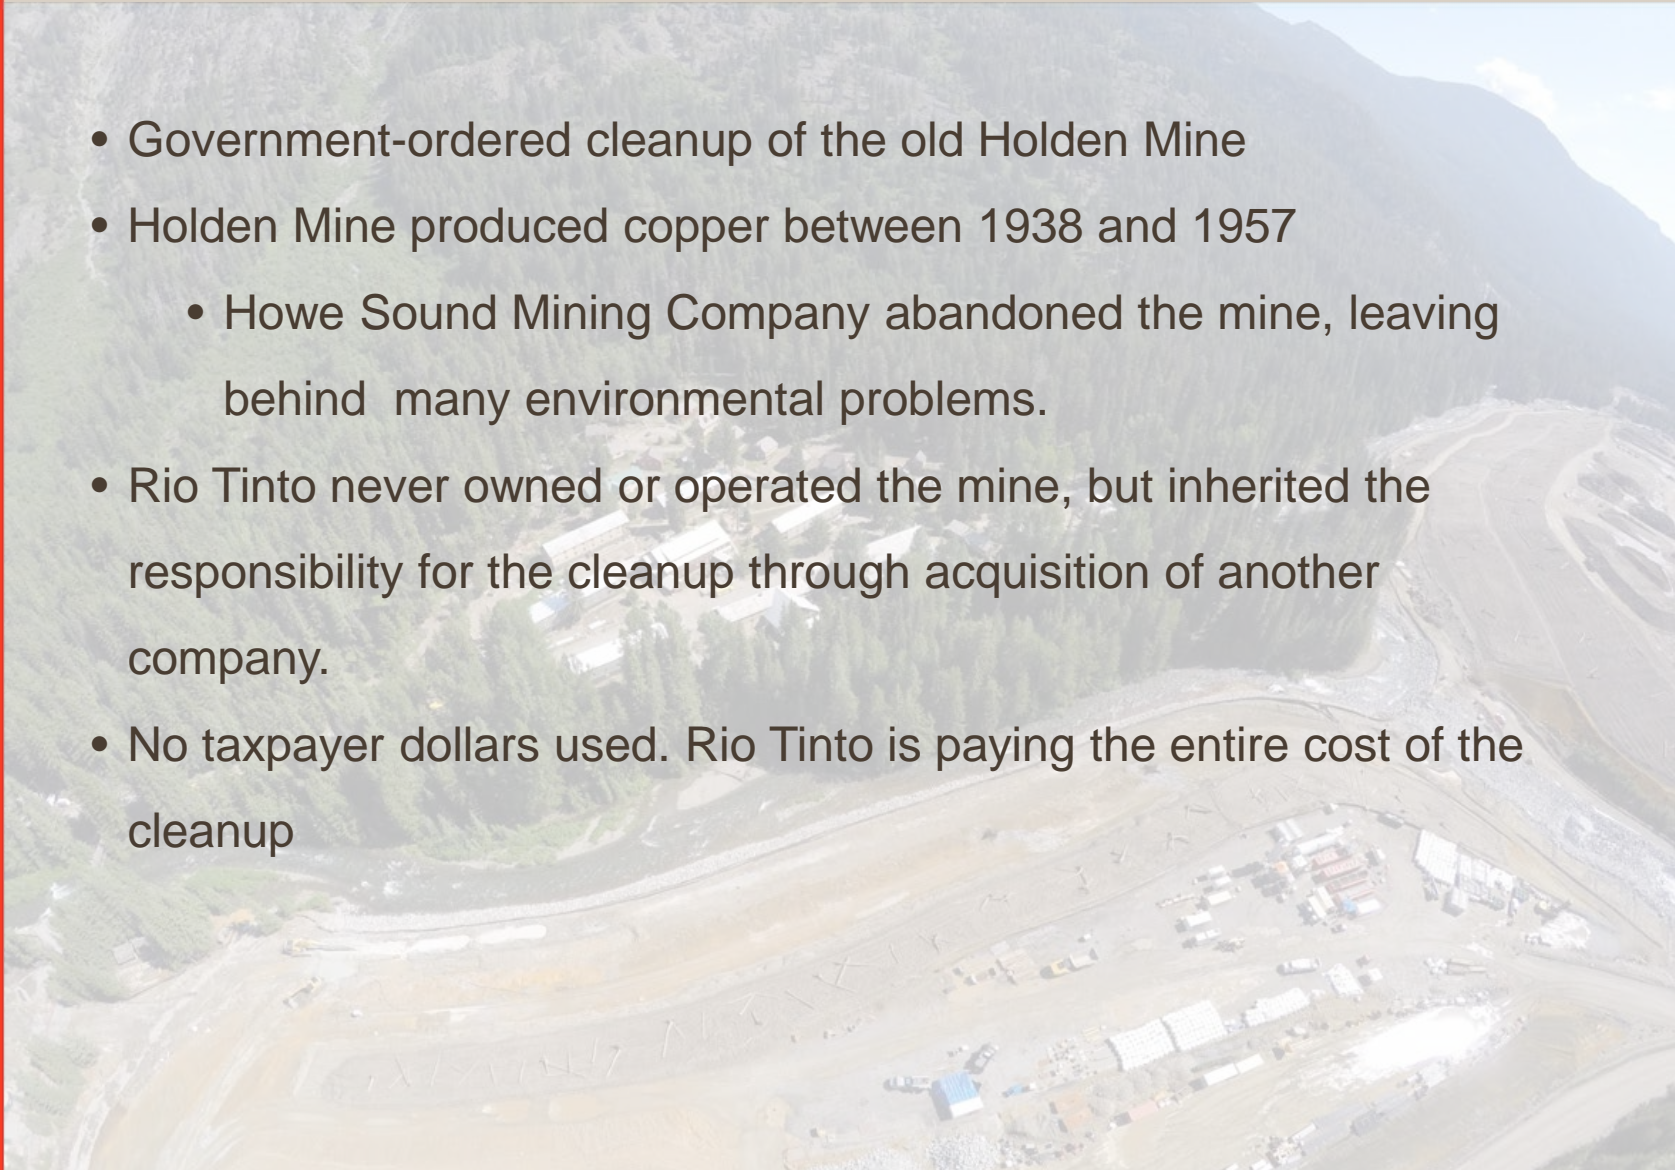 • Government-ordered cleanup of the old Holden Mine
• Holden Mine produced copper between 1938 and 1957
• Howe Sound Mining Company abandoned the mine, leaving
behind  many environmental problems.
• Rio Tinto never owned or operated the mine, but inherited the
responsibility for the cleanup through acquisition of another
company.
• No taxpayer dollars used. Rio Tinto is paying the entire cost of the
cleanup